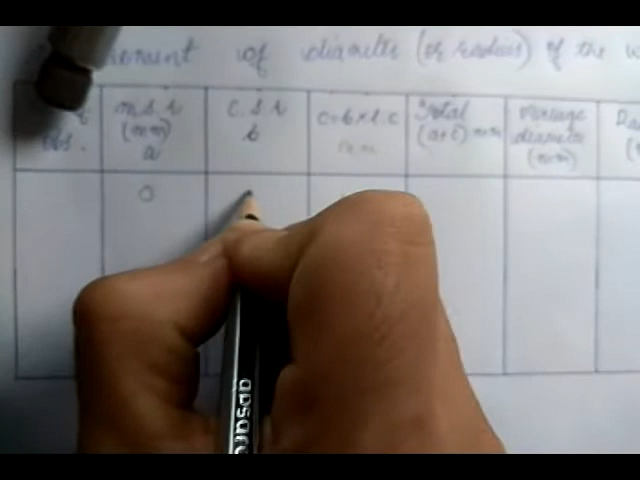 of diameter (or radius) of the
obs. m.s.r (mm) a c.s.r b c=b×l.c mm Total (a+c) mm Average diameter (mm)
0
apsara